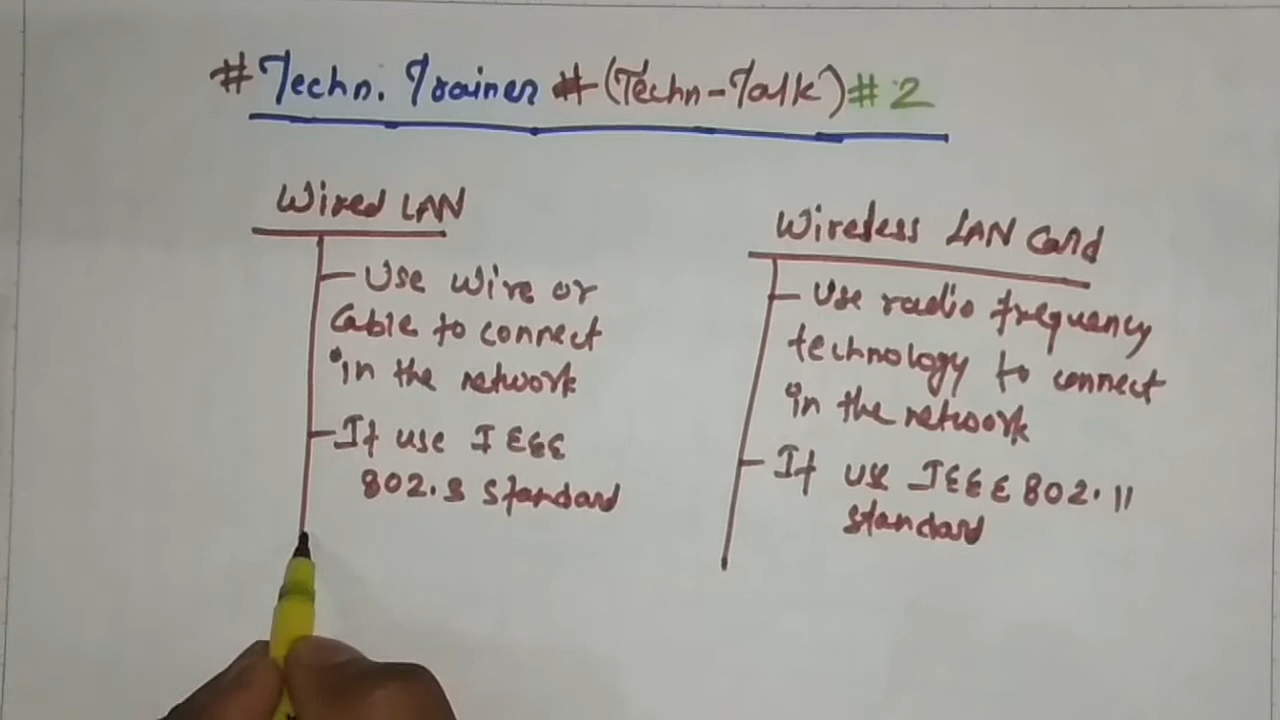 # Techn. Trainer # (Techn-Talk) # 2
Wired LAN
- Use wire or
Cable to connect
in the network
- It use IEEE
802.3 standard
Wireless LAN Card
- Use radio frequency
technology to connect
in the network
- It use IEEE 802.11
standard